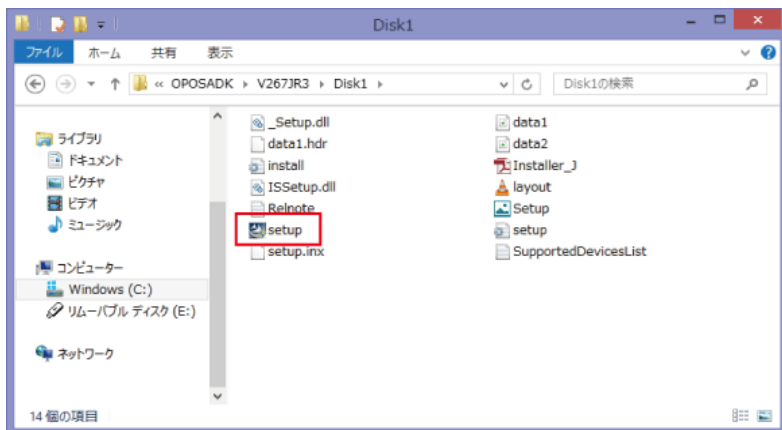 Disk1
ファイル ホーム 共有 表示
« OPOSADK V267JR3 Disk1 Disk1の検索
ライブラリ
ドキュメント
ピクチャ
ビデオ
ミュージック
コンピューター
Windows (C:)
リムーバブル ディスク (E:)
ネットワーク
_Setup.dll
data1.hdr
install
ISSetup.dll
Relnote
setup
setup.inx
data1
data2
Installer_J
layout
Setup
setup
SupportedDevicesList
14 個の項目